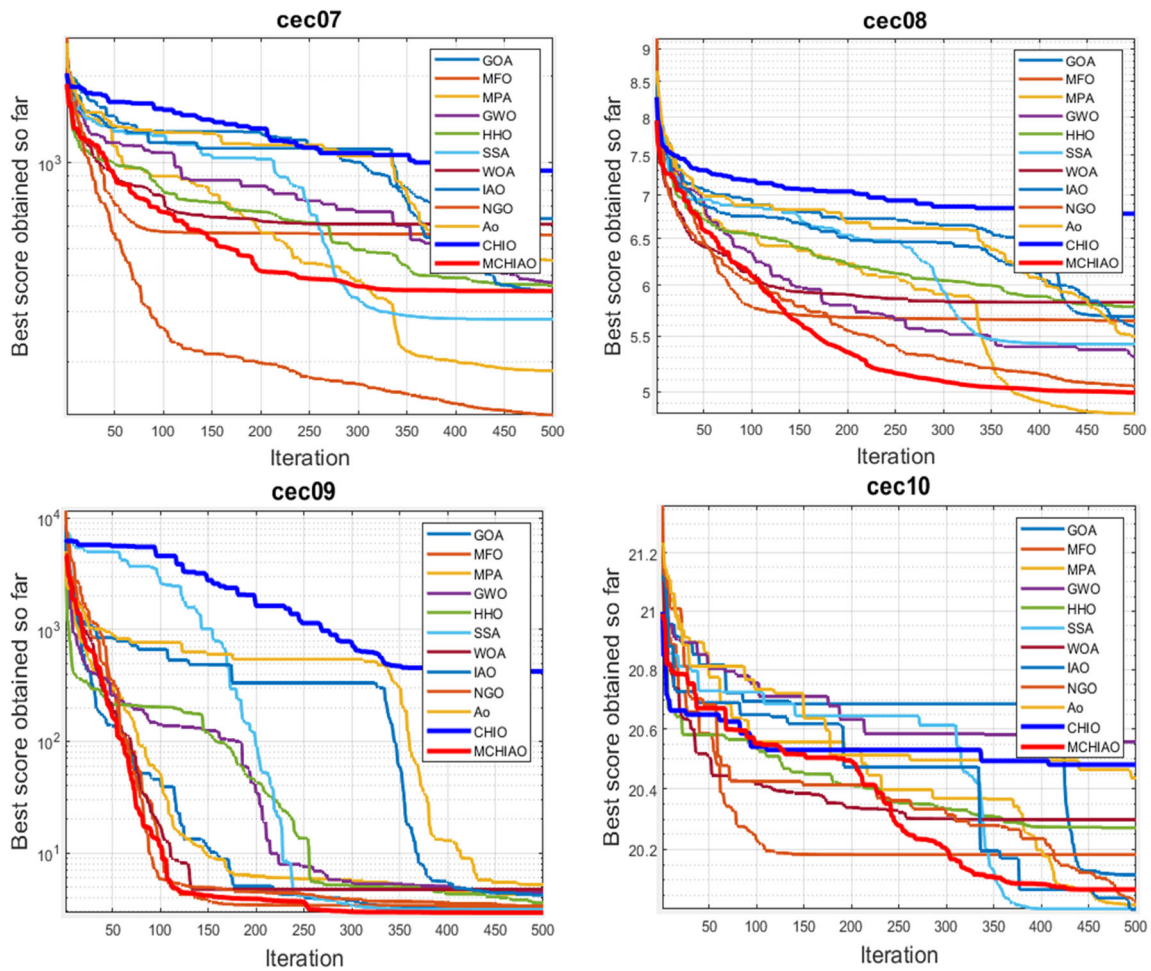 cec07
Best score obtained so far
10^3
50 100 150 200 250 300 350 400 450 500
Iteration
GOA
MFO
MPA
GWO
HHO
SSA
WOA
IAO
NGO
Ao
CHIO
MCHIAO
cec08
Best score obtained so far
9
8.5
8
7.5
7
6.5
6
5.5
5
50 100 150 200 250 300 350 400 450 500
Iteration
GOA
MFO
MPA
GWO
HHO
SSA
WOA
IAO
NGO
Ao
CHIO
MCHIAO
cec09
Best score obtained so far
10^4
10^3
10^2
10^1
50 100 150 200 250 300 350 400 450 500
Iteration
GOA
MFO
MPA
GWO
HHO
SSA
WOA
IAO
NGO
Ao
CHIO
MCHIAO
cec10
Best score obtained so far
21.2
21
20.8
20.6
20.4
20.2
50 100 150 200 250 300 350 400 450 500
Iteration
GOA
MFO
MPA
GWO
HHO
SSA
WOA
IAO
NGO
Ao
CHIO
MCHIAO